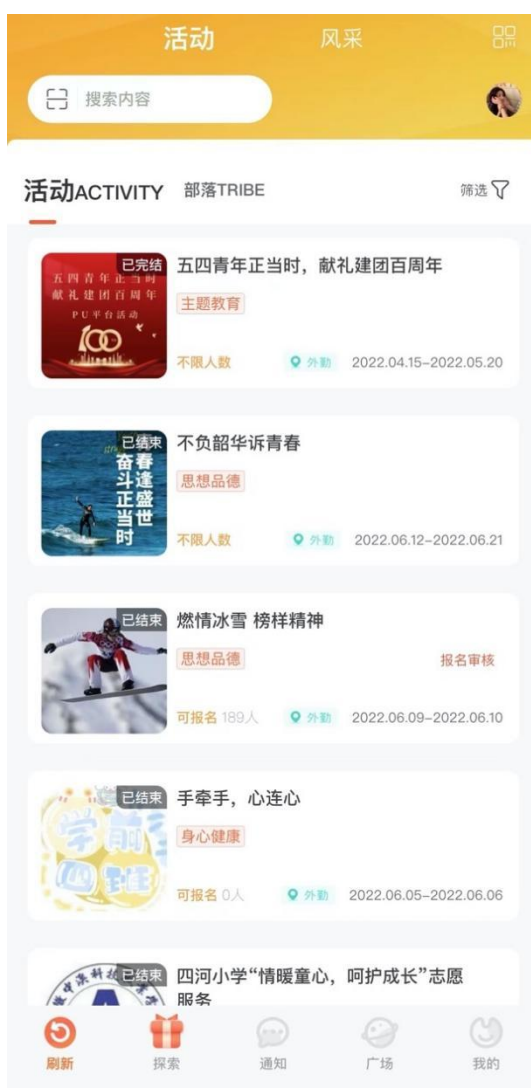 活动
风采
搜索内容
活动ACTIVITY
部落TRIBE
筛选
已完结
五四青年正当时
献礼建团百周年
PU平台活动
100
五四青年正当时，献礼建团百周年
主题教育
不限人数
外勤
2022.04.15-2022.05.20
已结束
青春逢盛世
奋斗正当时
不负韶华诉青春
思想品德
不限人数
外勤
2022.06.12-2022.06.21
已结束
燃情冰雪 榜样精神
思想品德
报名审核
可报名 189人
外勤
2022.06.09-2022.06.10
已结束
学前
四班
手牵手，心连心
身心健康
可报名 0人
外勤
2022.06.05-2022.06.06
已结束
四河小学“情暖童心，呵护成长”志愿
服务
刷新
探索
通知
广场
我的